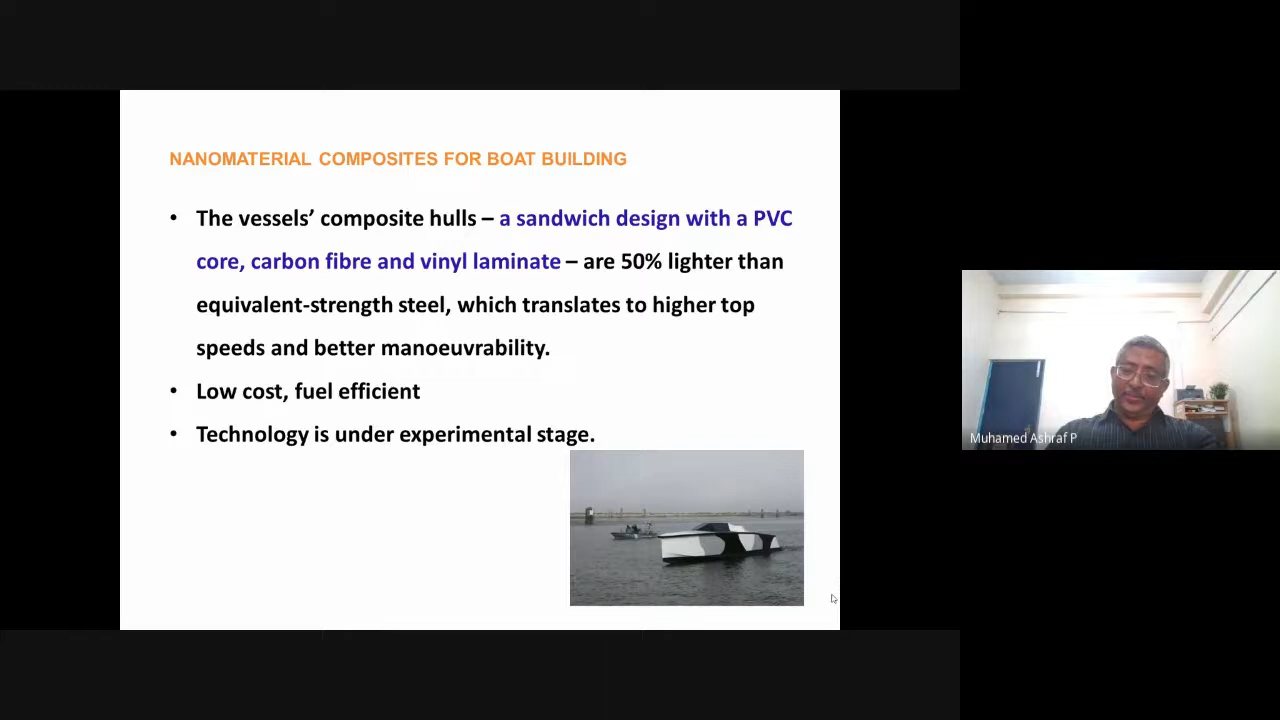 NANOMATERIAL COMPOSITES FOR BOAT BUILDING
• The vessels’ composite hulls – a sandwich design with a PVC
core, carbon fibre and vinyl laminate – are 50% lighter than
equivalent-strength steel, which translates to higher top
speeds and better manoeuvrability.
• Low cost, fuel efficient
• Technology is under experimental stage.
Muhamed Ashraf P